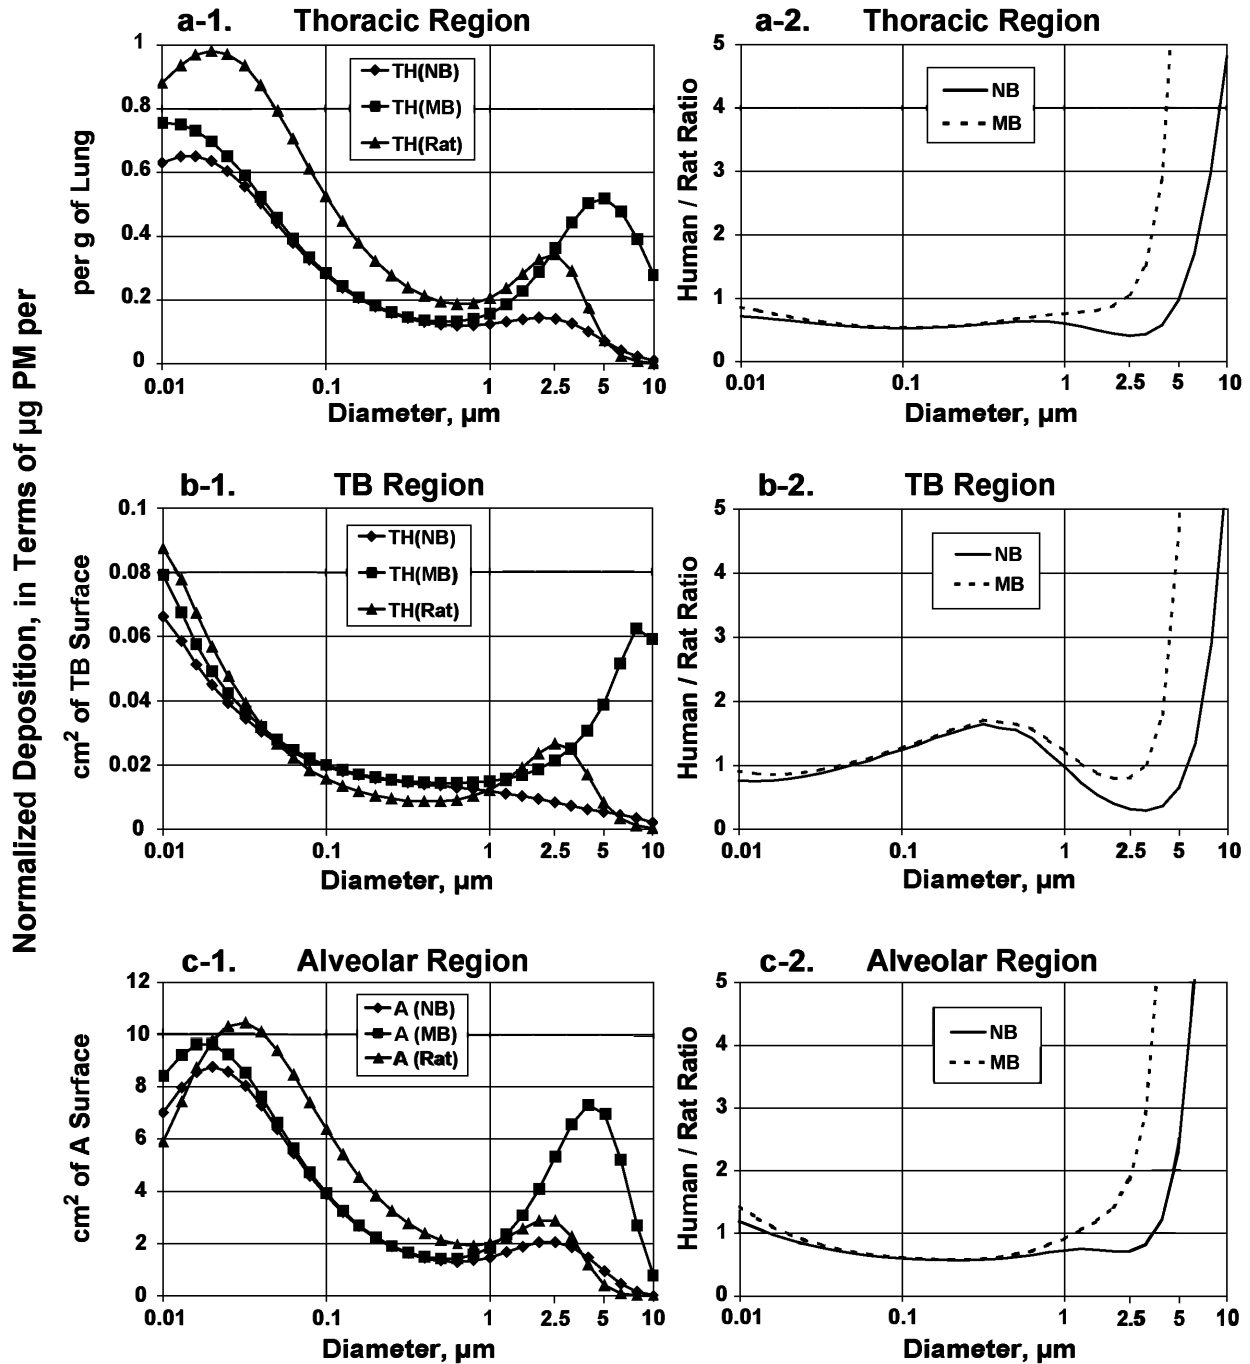 Normalized Deposition, in Terms of µg PM per
a-1. Thoracic Region
per g of Lung
1
0.8
0.6
0.4
0.2
0
TH(NB)
TH(MB)
TH(Rat)
0.01 0.1 1 2.5 5 10
Diameter, µm
a-2. Thoracic Region
Human / Rat Ratio
5
4
3
2
1
0
NB
MB
0.01 0.1 1 2.5 5 10
Diameter, µm
b-1. TB Region
cm² of TB Surface
0.1
0.08
0.06
0.04
0.02
0
TH(NB)
TH(MB)
TH(Rat)
0.01 0.1 1 2.5 5 10
Diameter, µm
b-2. TB Region
Human / Rat Ratio
5
4
3
2
1
0
NB
MB
0.01 0.1 1 2.5 5 10
Diameter, µm
c-1. Alveolar Region
cm² of A Surface
12
10
8
6
4
2
0
A (NB)
A (MB)
A (Rat)
0.01 0.1 1 2.5 5 10
Diameter, µm
c-2. Alveolar Region
Human / Rat Ratio
5
4
3
2
1
0
NB
MB
0.01 0.1 1 2.5 5 10
Diameter, µm